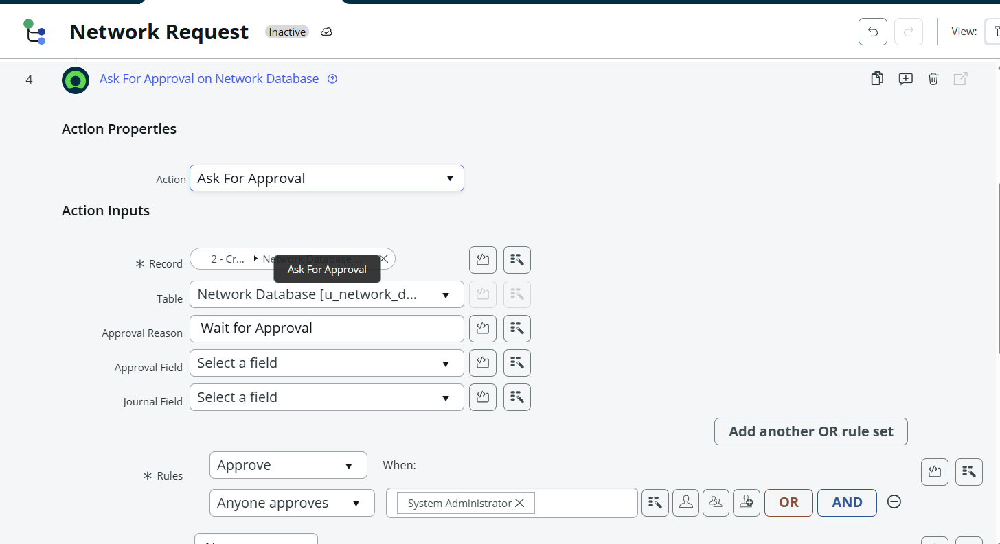 Network Request
Inactive
View:
4
Ask For Approval on Network Database
Action Properties
Action
Ask For Approval
Action Inputs
* Record
2 - Cr...
Network Database ...
Ask For Approval
Table
Network Database [u_network_d...
Approval Reason
Wait for Approval
Approval Field
Select a field
Journal Field
Select a field
Add another OR rule set
* Rules
Approve
When:
Anyone approves
System Administrator
OR
AND